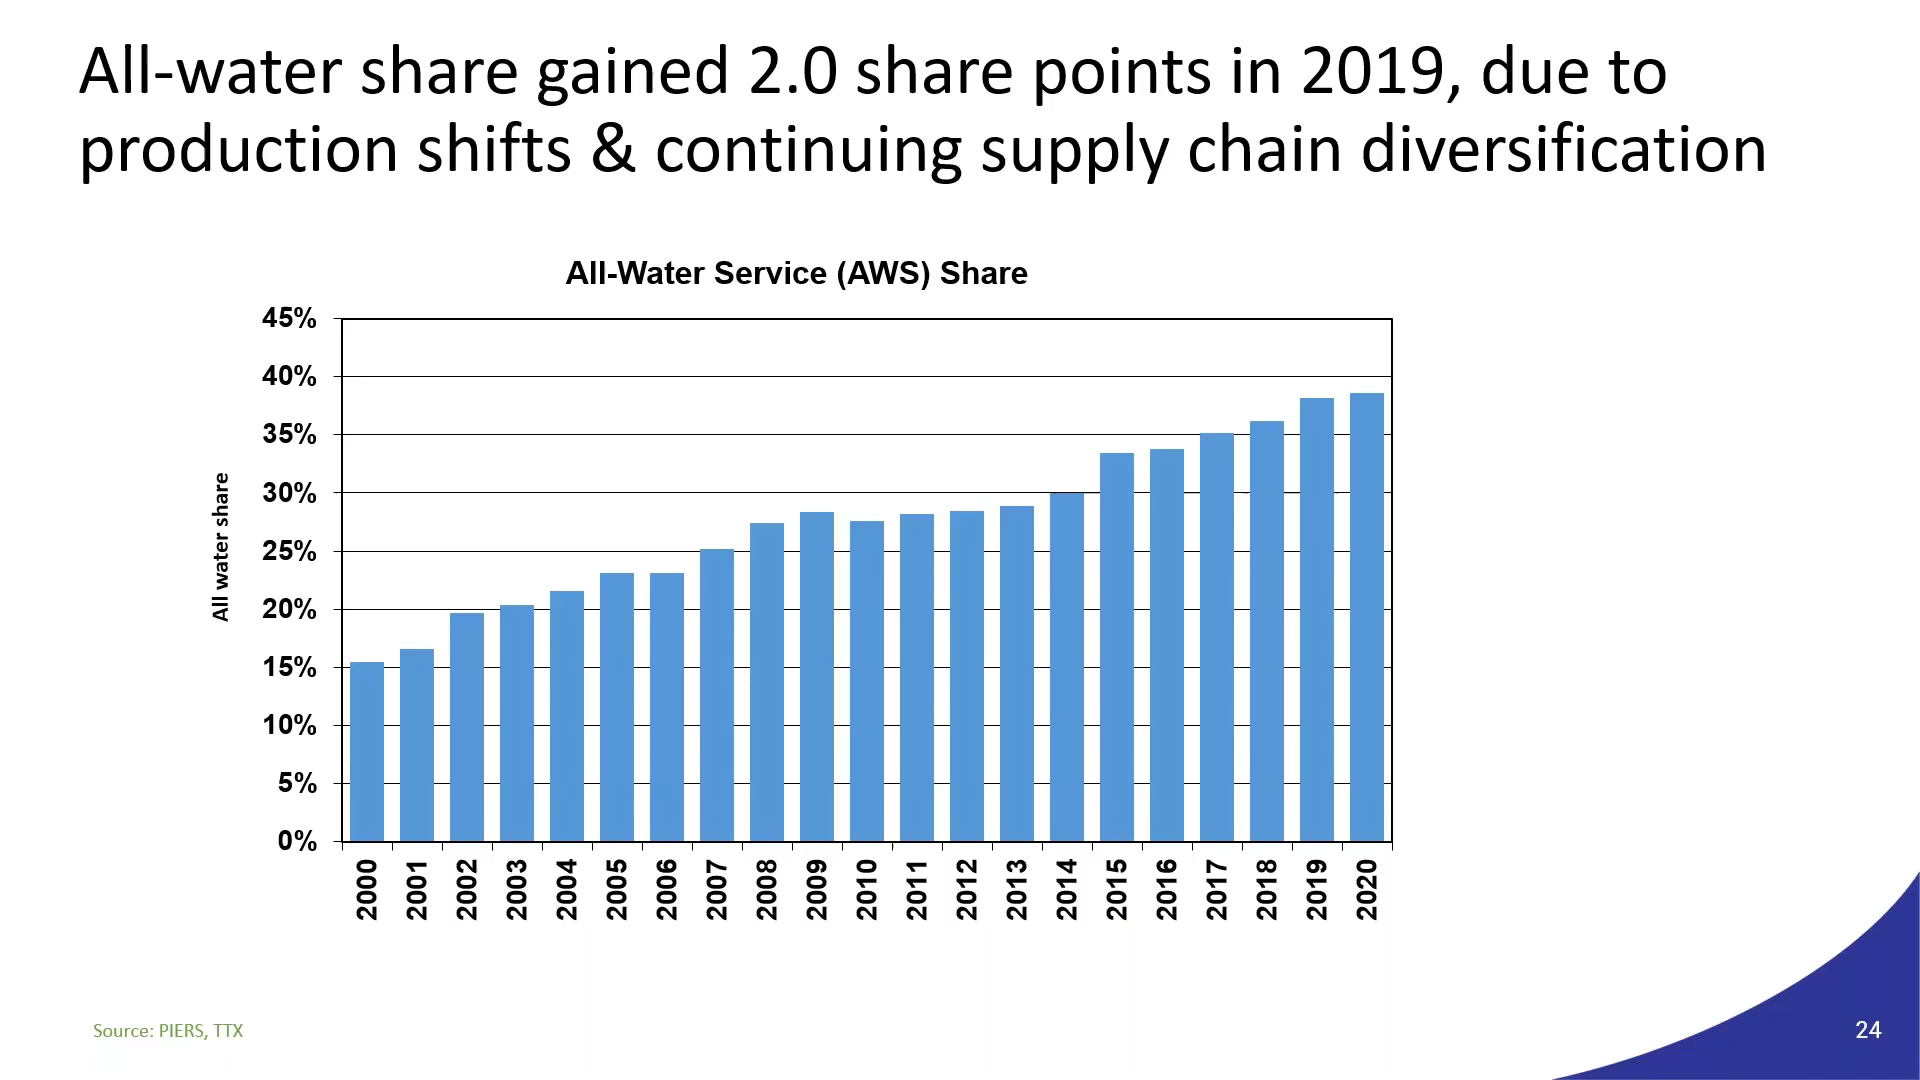 All-water share gained 2.0 share points in 2019, due to
production shifts & continuing supply chain diversification
All-Water Service (AWS) Share
45%
40%
35%
30%
25%
20%
15%
10%
5%
0%
All water share
2000 2001 2002 2003 2004 2005 2006 2007 2008 2009 2010 2011 2012 2013 2014 2015 2016 2017 2018 2019 2020
Source: PIERS, TTX
24